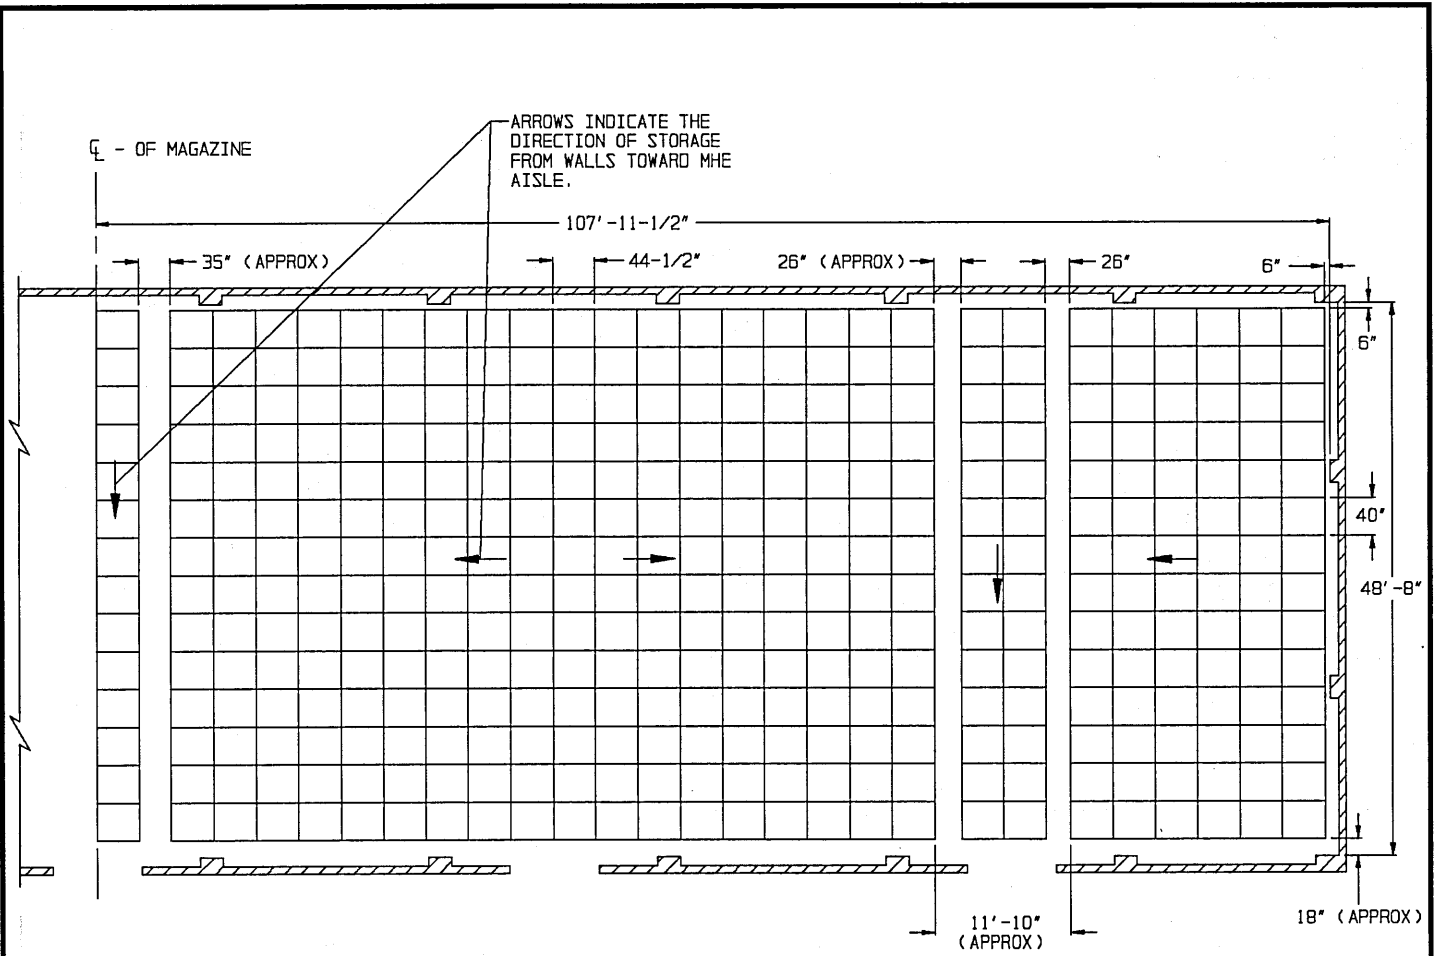 ℄ - OF MAGAZINE
ARROWS INDICATE THE
DIRECTION OF STORAGE
FROM WALLS TOWARD MHE
AISLE.
107'-11-1/2"
35" (APPROX)
44-1/2"
26" (APPROX)
26"
6"
6"
40"
48'-8"
18" (APPROX)
11'-10"
(APPROX)